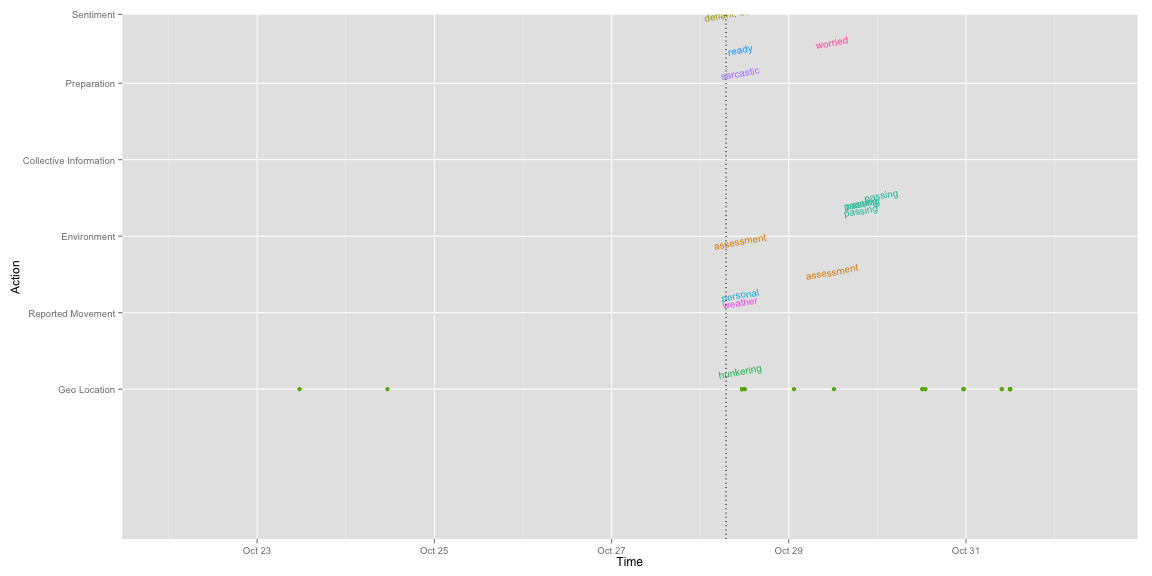 Sentiment
ready
worried
sarcastic
Preparation
Collective Information
passing
passing
passing
Environment
assessment
assessment
personal
weather
Reported Movement
hunkering
Geo Location
Action
Oct 23
Oct 25
Oct 27
Oct 29
Oct 31
Time